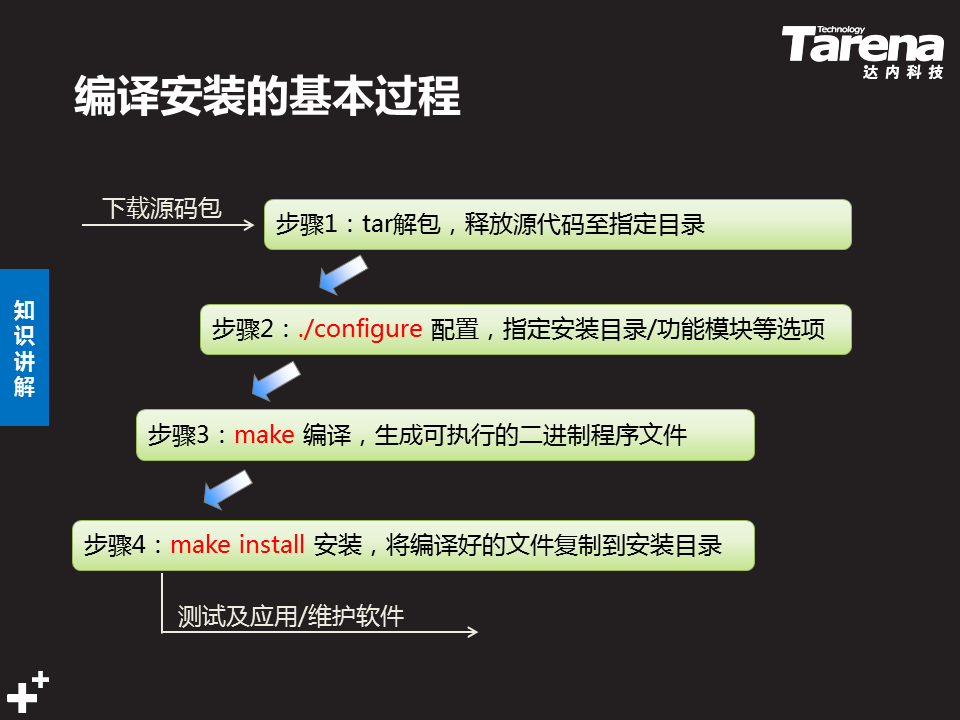 Technology
Tarena
达内科技
编译安装的基本过程
下载源码包
步骤1：tar解包，释放源代码至指定目录
知识讲解
步骤2：./configure 配置，指定安装目录/功能模块等选项
步骤3：make 编译，生成可执行的二进制程序文件
步骤4：make install 安装，将编译好的文件复制到安装目录
测试及应用/维护软件